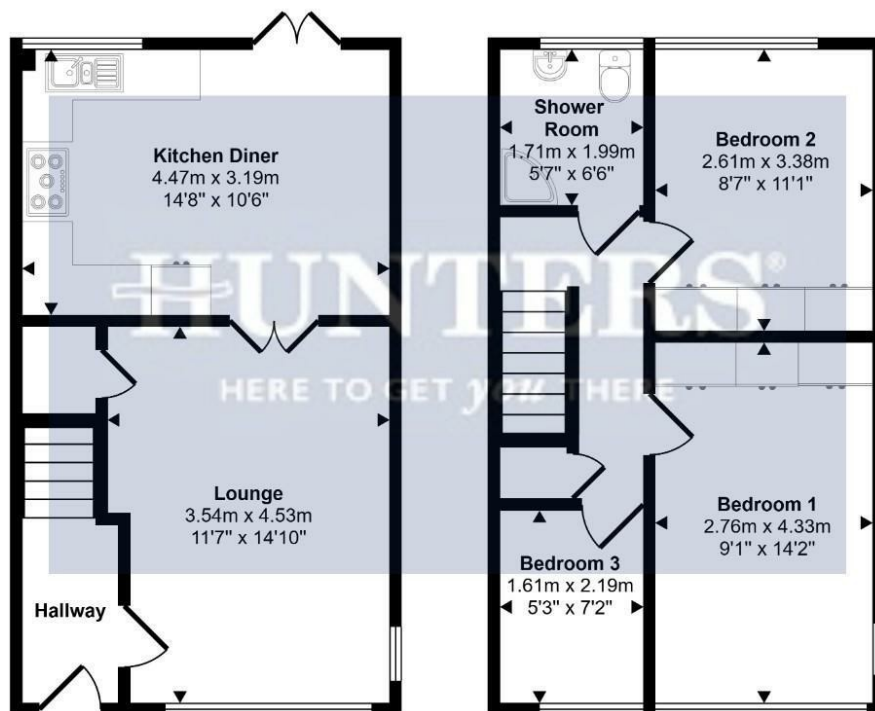 Kitchen Diner
4.47m x 3.19m
14'8" x 10'6"
Lounge
3.54m x 4.53m
11'7" x 14'10"
Hallway
Shower
Room
1.71m x 1.99m
5'7" x 6'6"
Bedroom 2
2.61m x 3.38m
8'7" x 11'1"
Bedroom 1
2.76m x 4.33m
9'1" x 14'2"
Bedroom 3
1.61m x 2.19m
5'3" x 7'2"
HUNTERS®
HERE TO GET you THERE